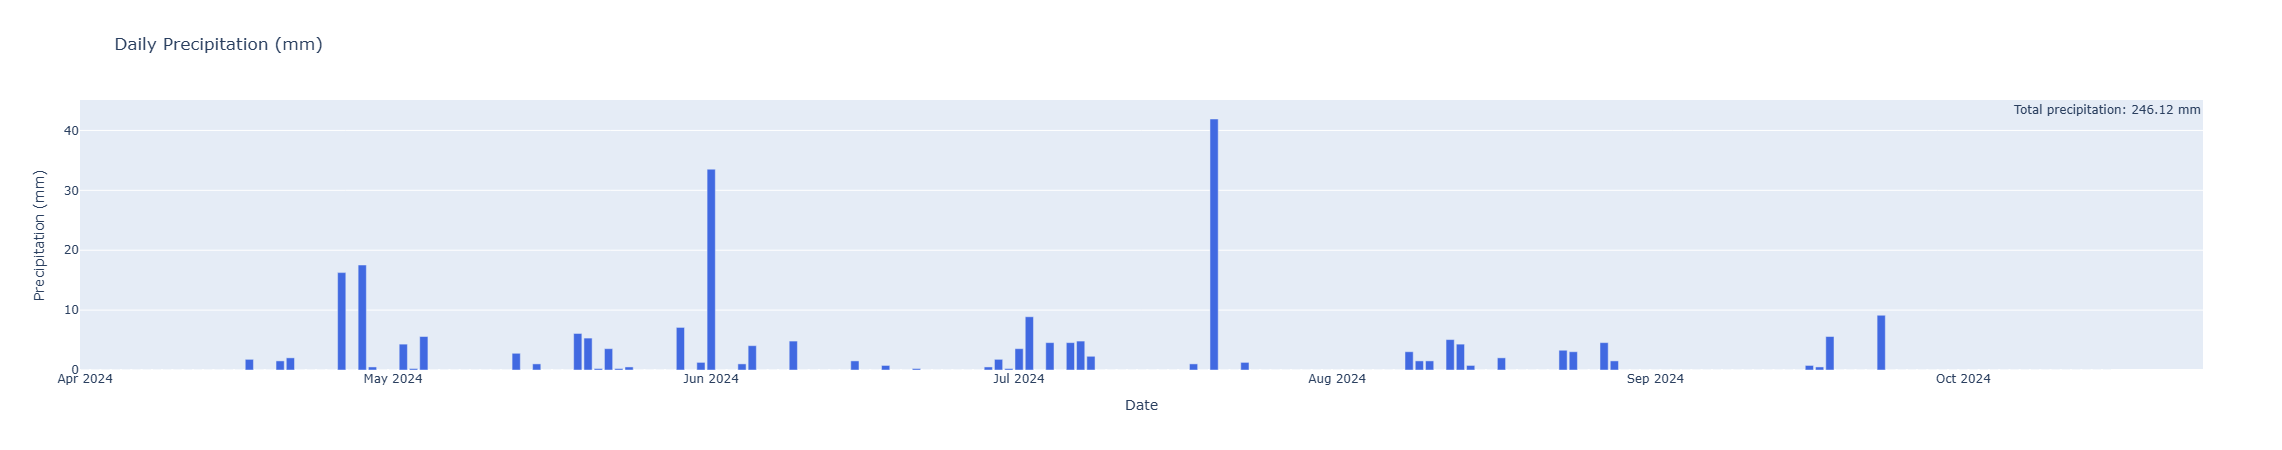 Daily Precipitation (mm)
Total precipitation: 246.12 mm
Precipitation (mm)
40
30
20
10
0
Apr 2024 May 2024 Jun 2024 Jul 2024 Aug 2024 Sep 2024 Oct 2024
Date